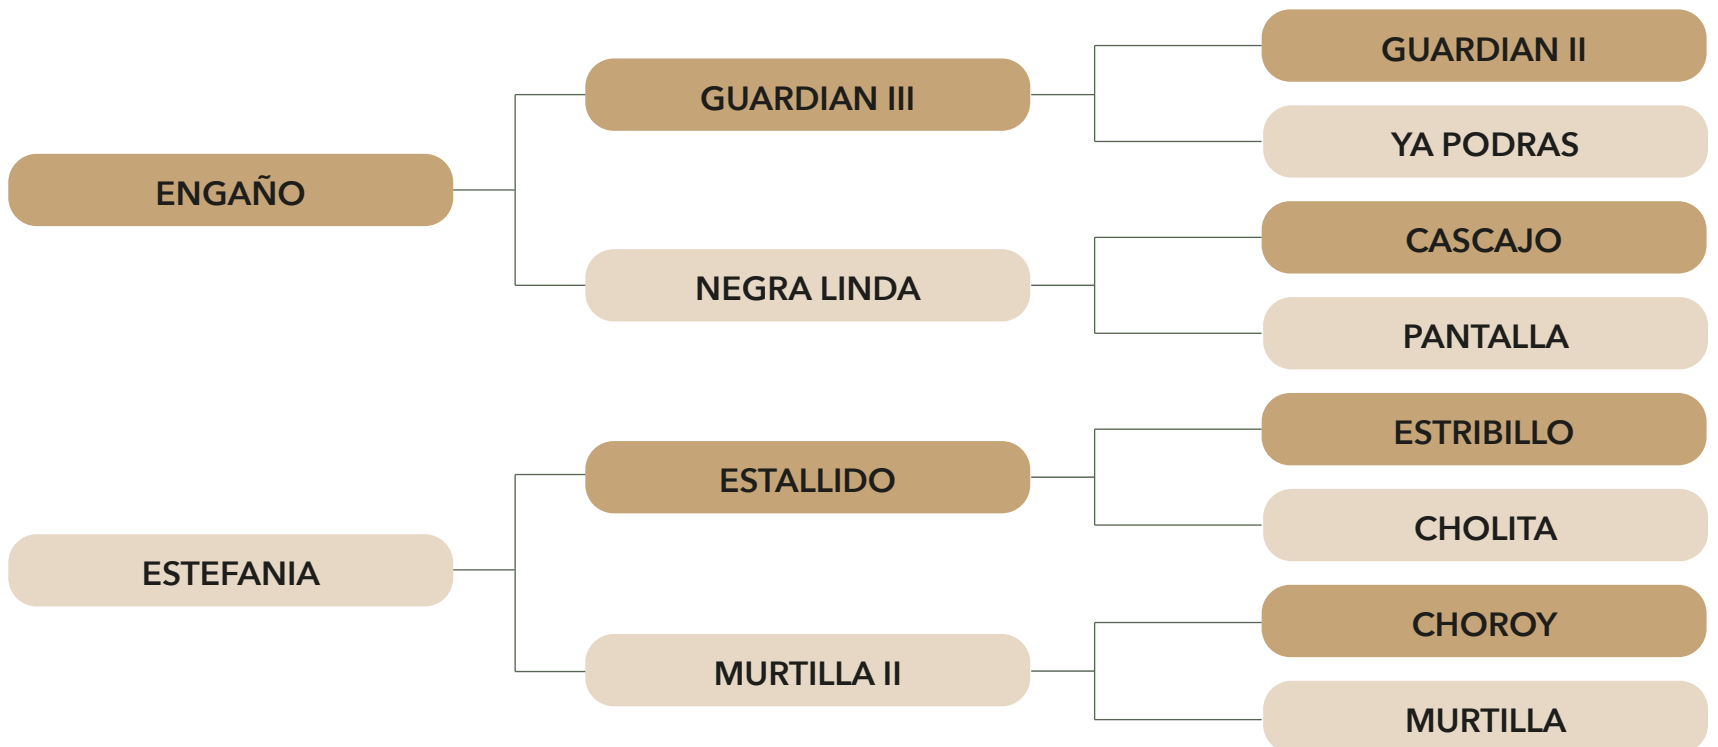 GUARDIAN II
GUARDIAN III
YA PODRAS
ENGAÑO
CASCAJO
NEGRA LINDA
PANTALLA
ESTRIBILLO
ESTALLIDO
CHOLITA
ESTEFANIA
CHOROY
MURTILLA II
MURTILLA